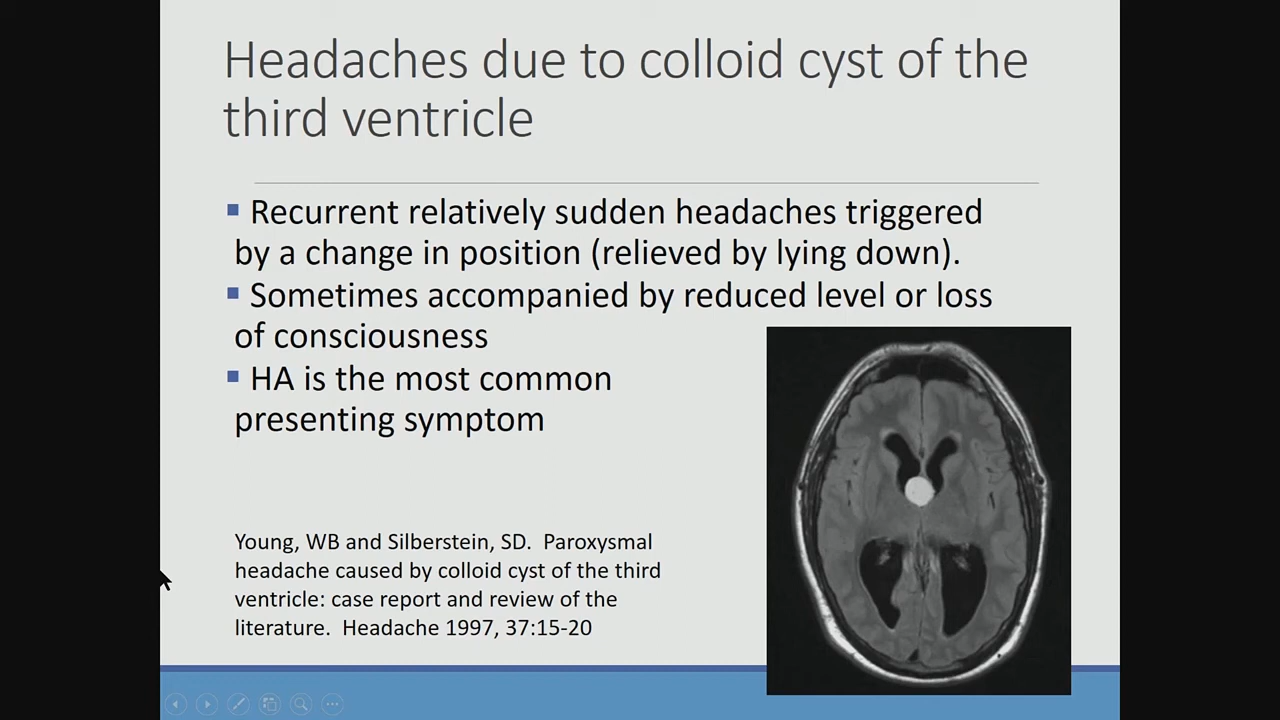 Headaches due to colloid cyst of the
third ventricle
Recurrent relatively sudden headaches triggered
by a change in position (relieved by lying down).
Sometimes accompanied by reduced level or loss
of consciousness
HA is the most common
presenting symptom
Young, WB and Silberstein, SD. Paroxysmal
headache caused by colloid cyst of the third
ventricle: case report and review of the
literature. Headache 1997, 37:15-20